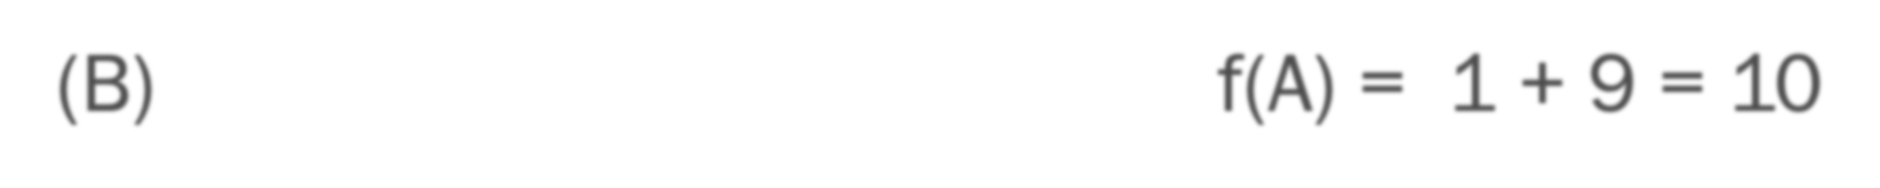 (B) f(A) = 1 + 9 = 10